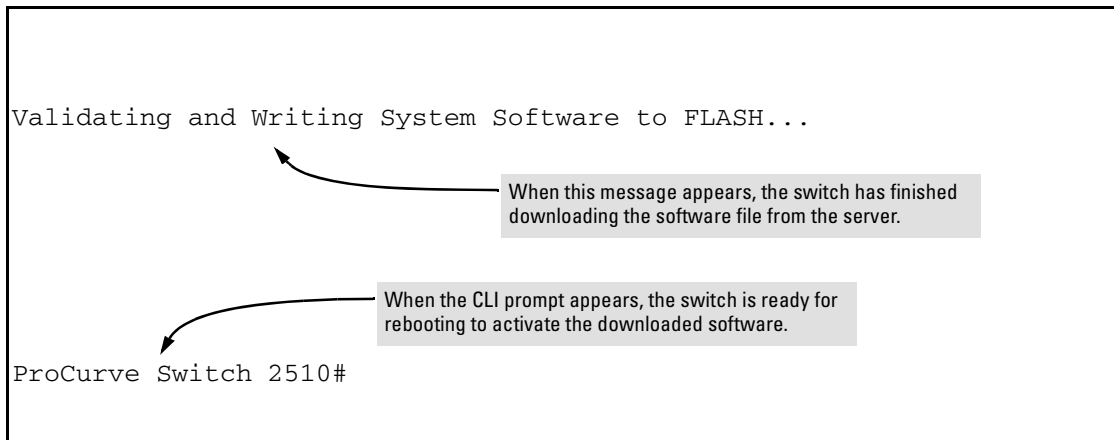 Validating and Writing System Software to FLASH...
When this message appears, the switch has finished
downloading the software file from the server.
When the CLI prompt appears, the switch is ready for
rebooting to activate the downloaded software.
ProCurve Switch 2510#